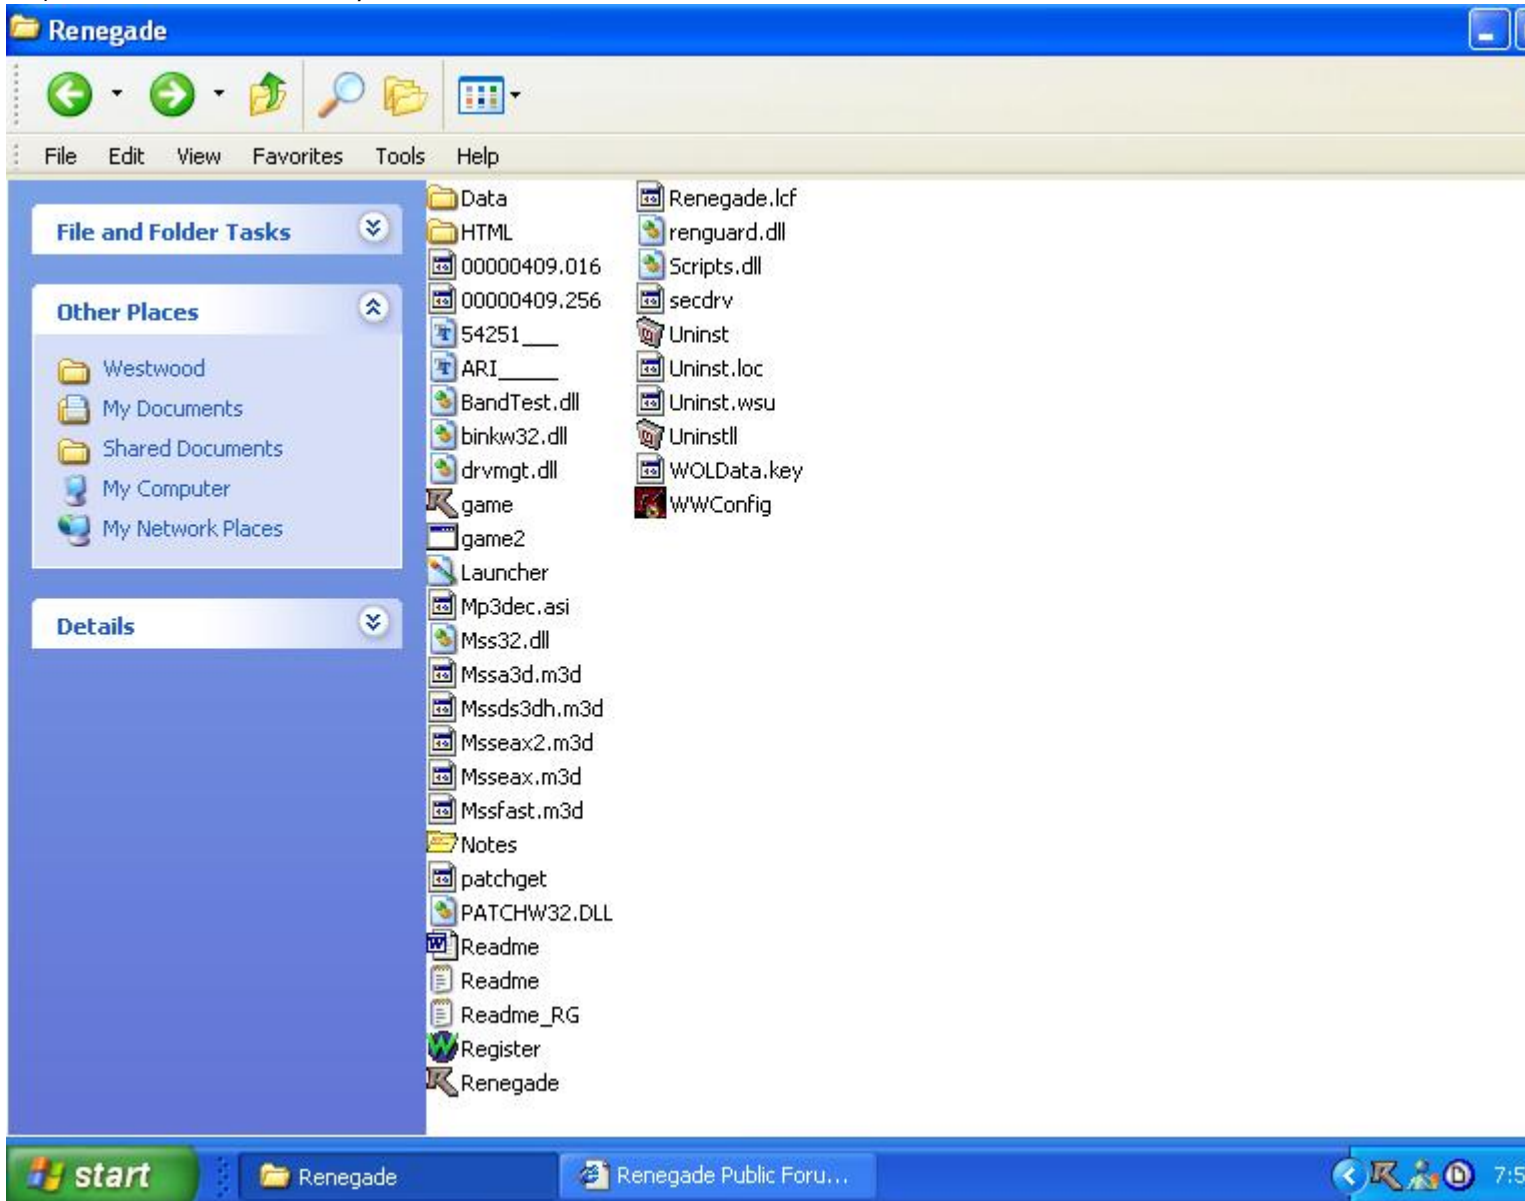 Renegade
File Edit View Favorites Tools Help
File and Folder Tasks
Other Places
Westwood
My Documents
Shared Documents
My Computer
My Network Places
Details
Data
HTML
00000409.016
00000409.256
54251___
ARI_____
BandTest.dll
binkw32.dll
drvmgt.dll
game
game2
Launcher
Mp3dec.asi
Mss32.dll
Mssa3d.m3d
Mssds3dh.m3d
Msseax2.m3d
Msseax.m3d
Mssfast.m3d
Notes
patchget
PATCHW32.DLL
Readme
Readme
Readme_RG
Register
Renegade
Renegade.lcf
renguard.dll
Scripts.dll
secdrv
Uninst
Uninst.loc
Uninst.wsu
Uninstll
WOLData.key
WWConfig
start Renegade Renegade Public Foru... 7:5